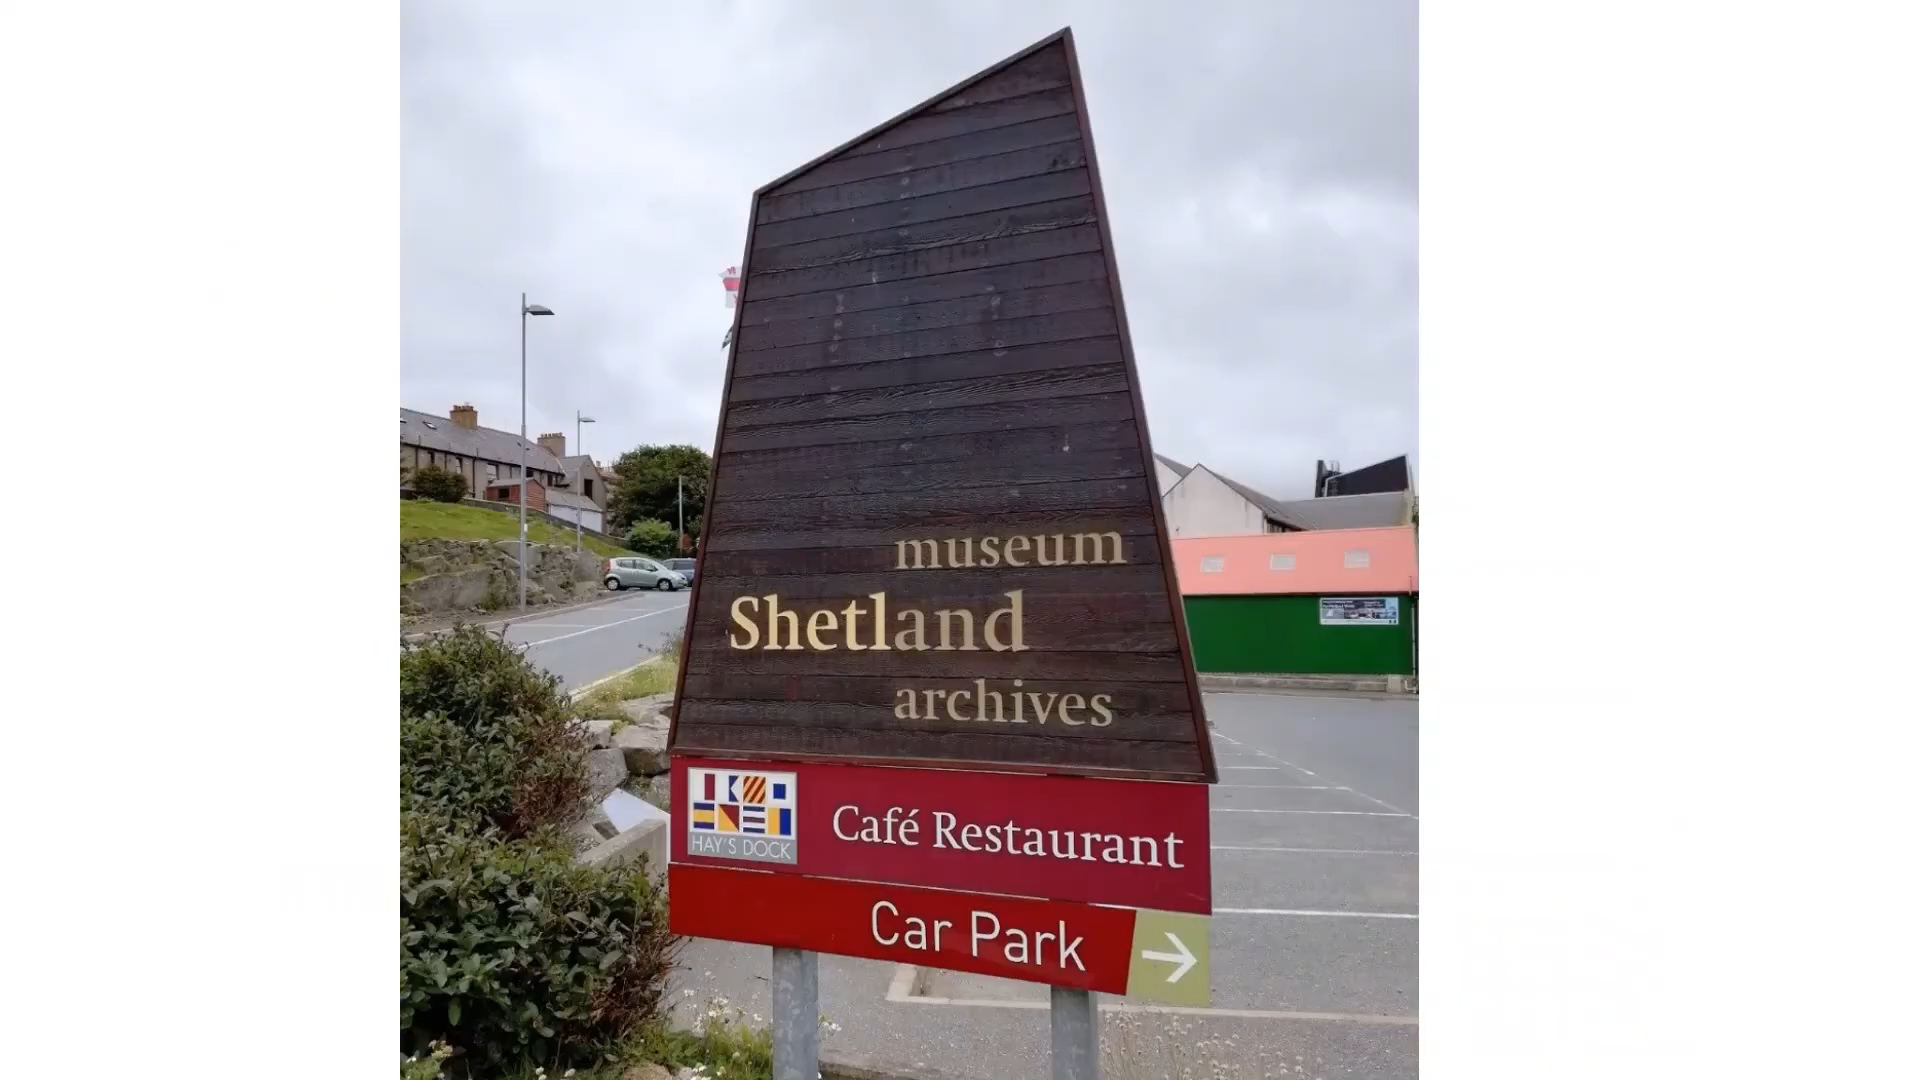 museum
Shetland
archives
HAY'S DOCK
Café Restaurant
Car Park